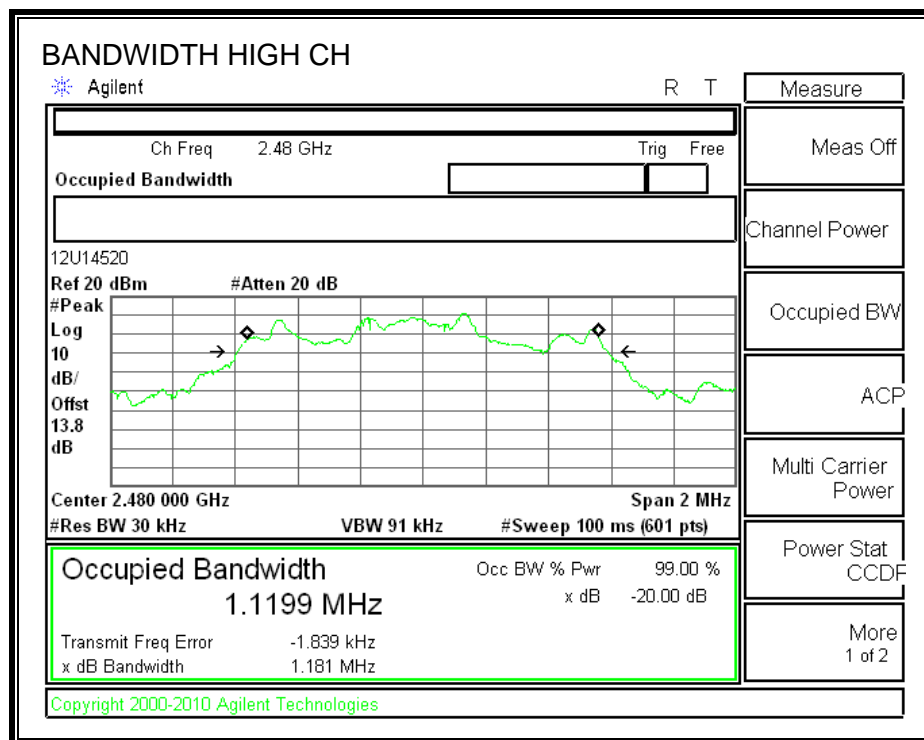 BANDWIDTH HIGH CH
Agilent R T
Ch Freq 2.48 GHz Trig Free
Occupied Bandwidth
12U14520
Ref 20 dBm #Atten 20 dB
#Peak
Log
10
dB/
Offst
13.8
dB
Center 2.480 000 GHz Span 2 MHz
#Res BW 30 kHz VBW 91 kHz #Sweep 100 ms (601 pts)
Occupied Bandwidth Occ BW % Pwr 99.00 %
1.1199 MHz x dB -20.00 dB
Transmit Freq Error -1.839 kHz
x dB Bandwidth 1.181 MHz
Copyright 2000-2010 Agilent Technologies
Measure
Meas Off
Channel Power
Occupied BW
ACP
Multi Carrier
Power
Power Stat
CCDF
More
1 of 2